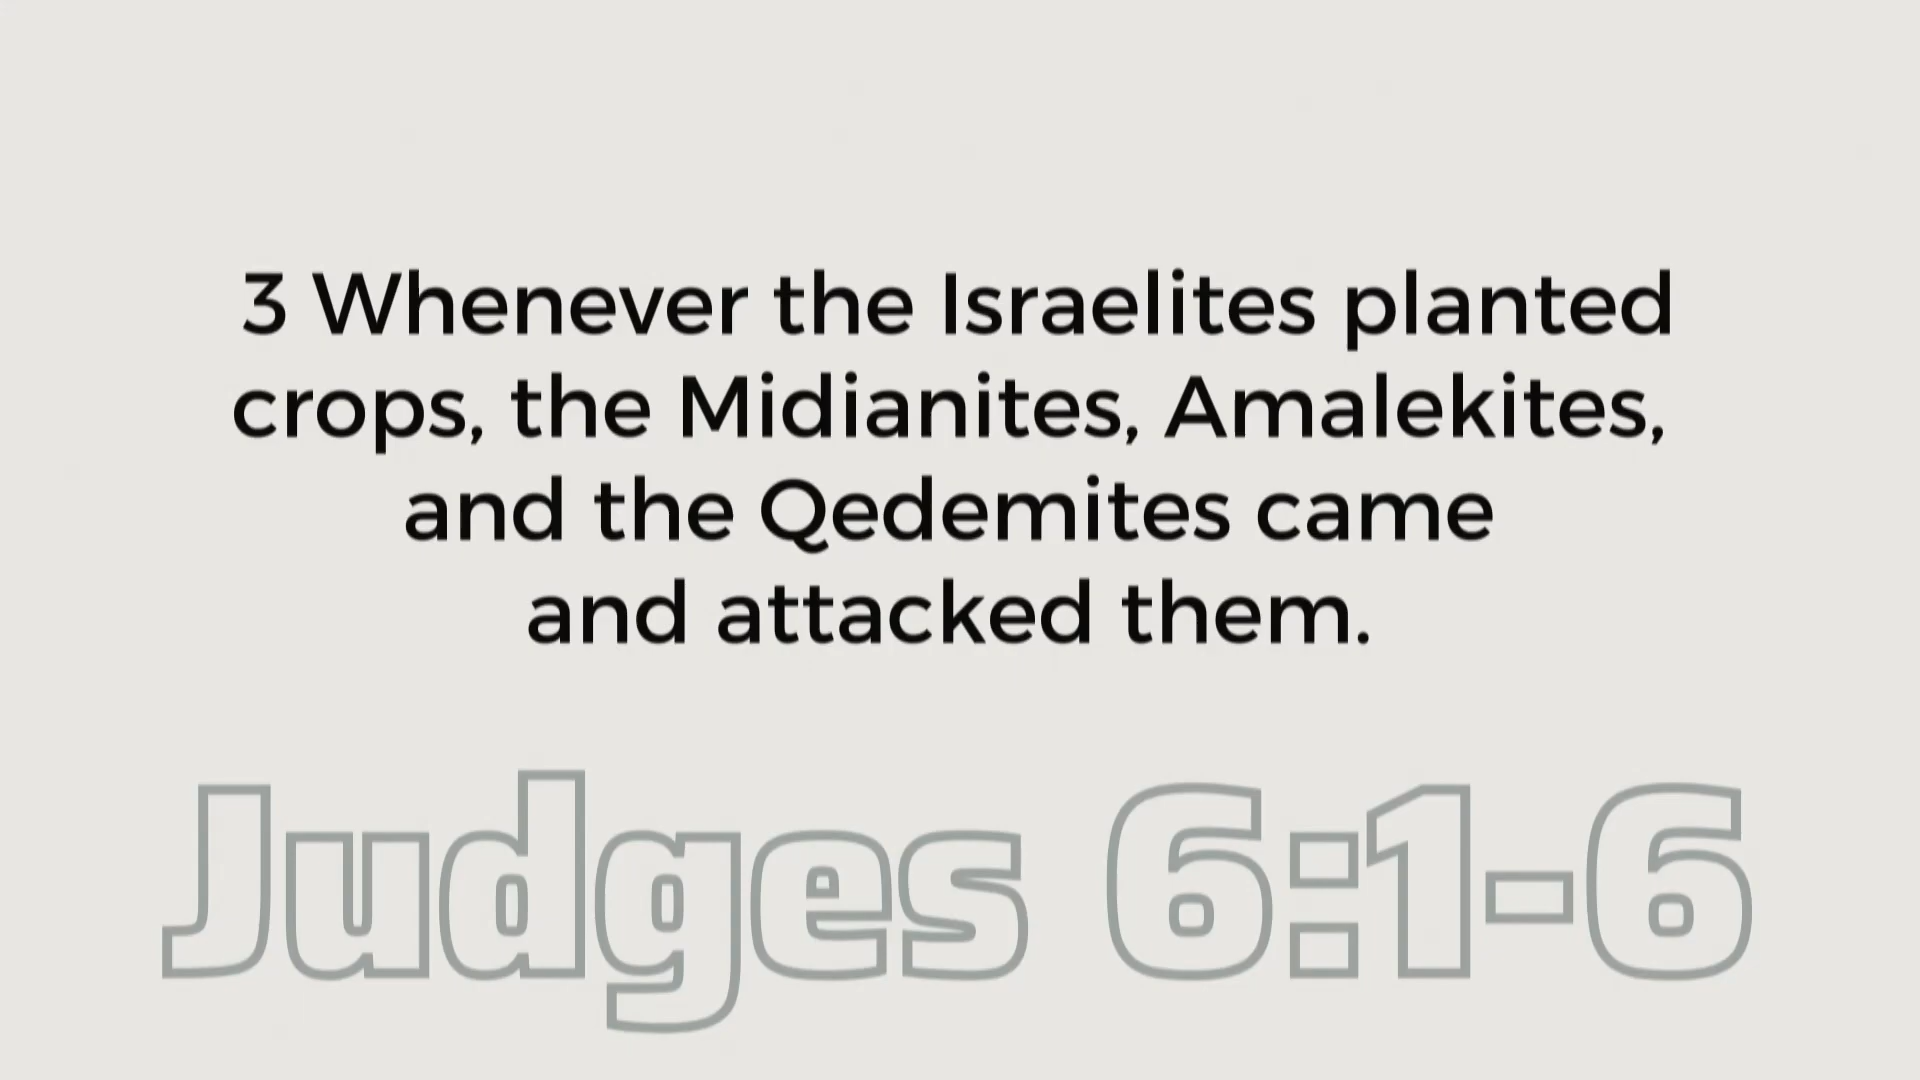 3 Whenever the Israelites planted
crops, the Midianites, Amalekites,
and the Qedemites came
and attacked them.
Judges 6:1-6